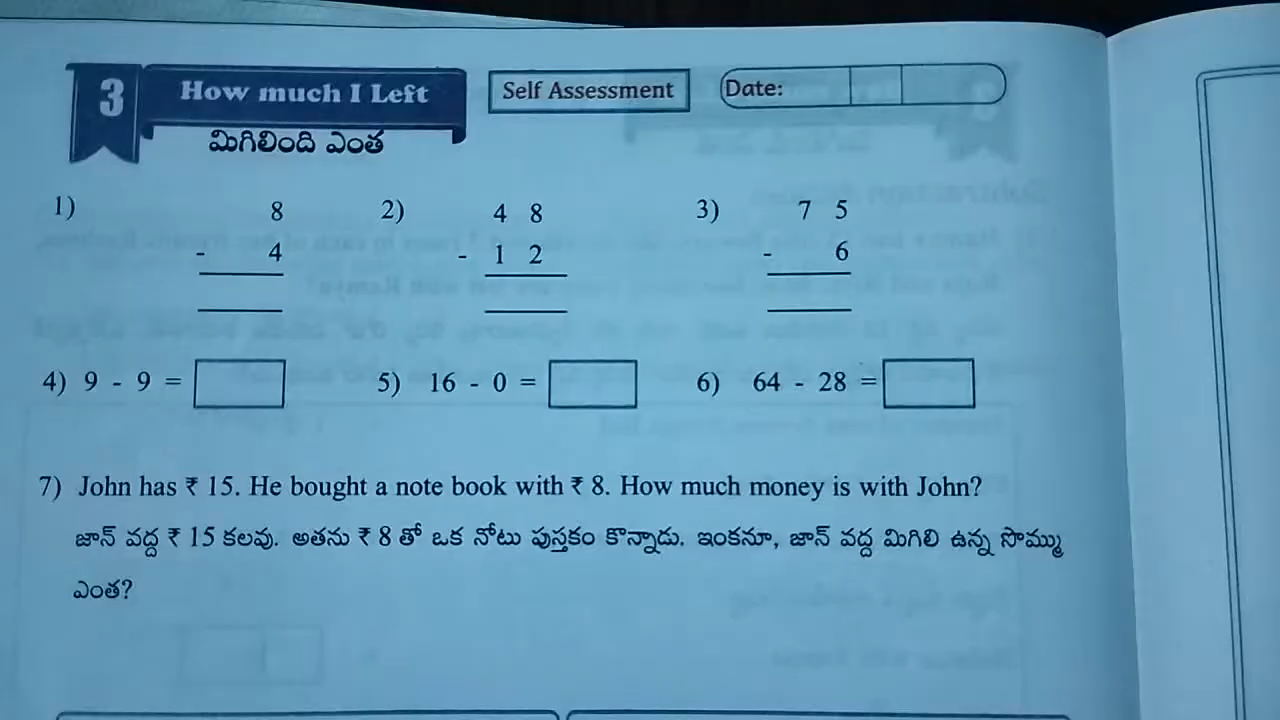 3 How much I Left Self Assessment Date:
మిగిలింది ఎంత
1) 8 2) 4 8 3) 7 5
- 4 - 1 2 - 6
4) 9 - 9 = 5) 16 - 0 = 6) 64 - 28 =
7) John has ₹ 15. He bought a note book with ₹ 8. How much money is with John?
జాన్ వద్ద ₹ 15 కలవు. అతను ₹ 8 తో ఒక నోటు పుస్తకం కొన్నాడు. ఇంకనూ, జాన్ వద్ద మిగిలి ఉన్న సొమ్ము
ఎంత?